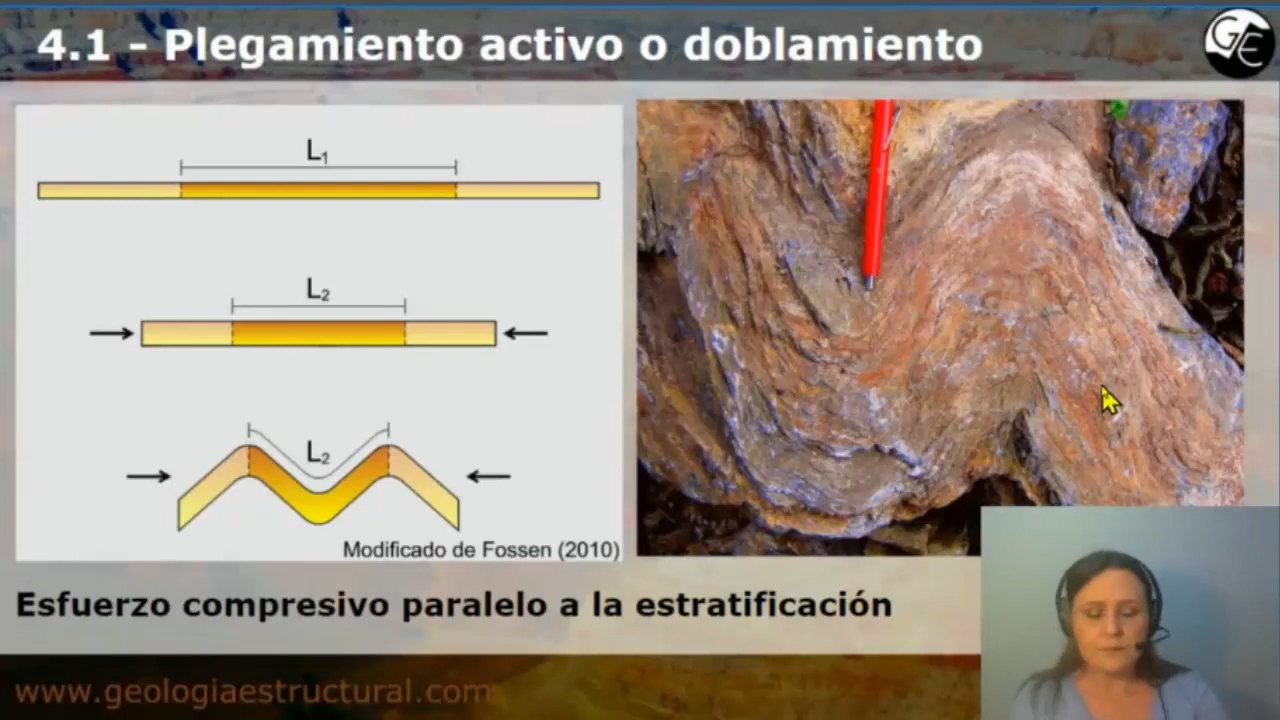 4.1 - Plegamiento activo o doblamiento
GE
L₁
L₂
L₂
Modificado de Fossen (2010)
Esfuerzo compresivo paralelo a la estratificación
www.geologiaestructural.com